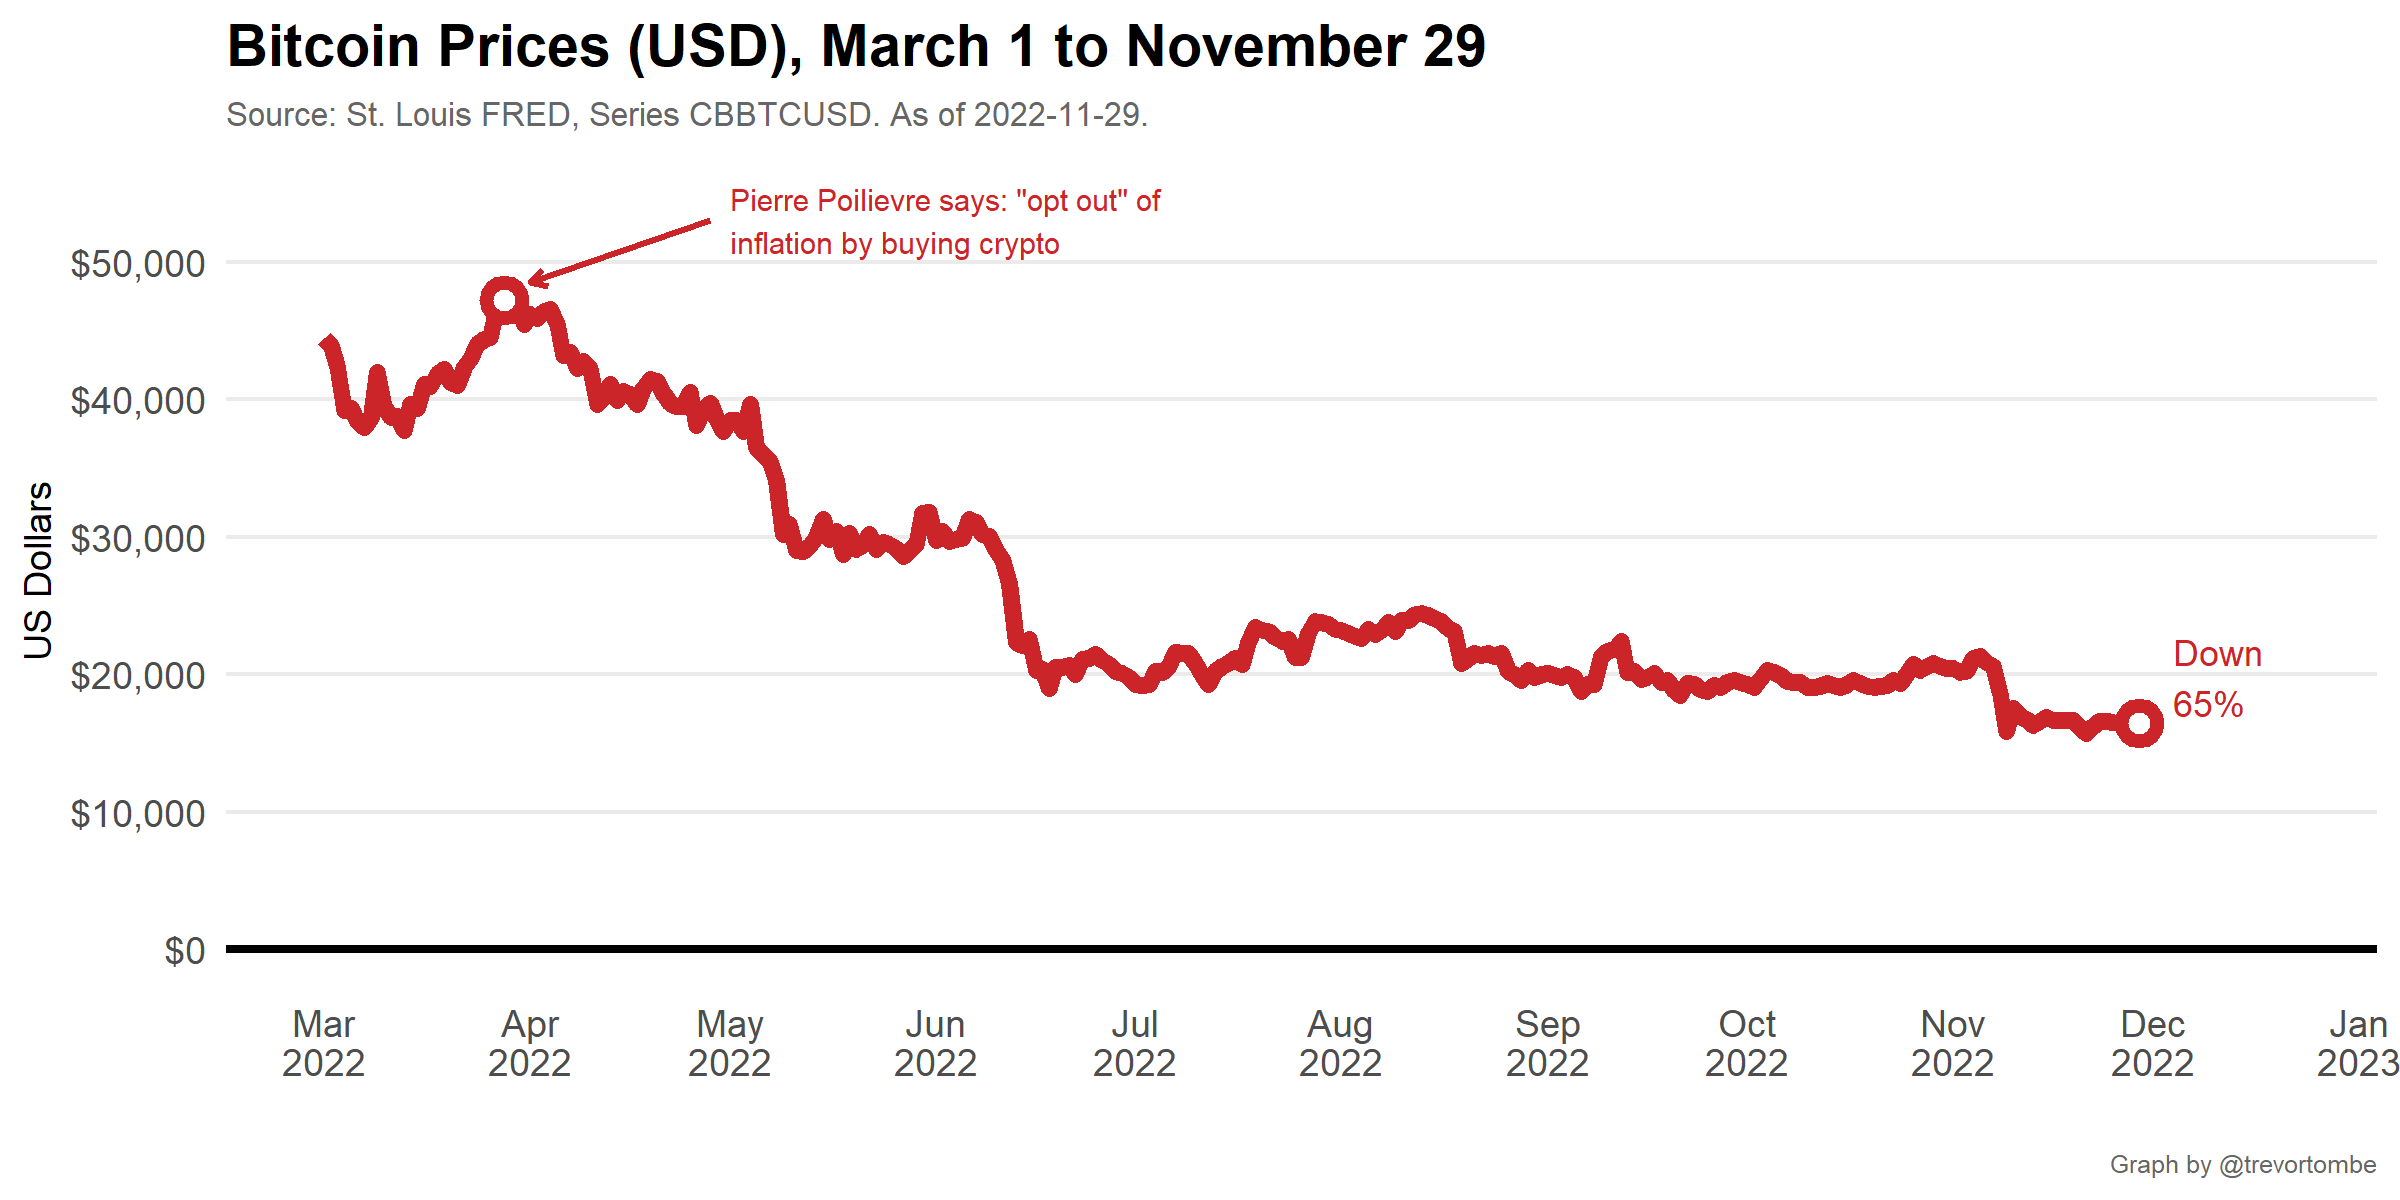 Bitcoin Prices (USD), March 1 to November 29
Source: St. Louis FRED, Series CBBTCUSD. As of 2022-11-29.
Pierre Poilievre says: "opt out" of
inflation by buying crypto
US Dollars
$50,000
$40,000
$30,000
$20,000
$10,000
$0
Down
65%
Mar Apr May Jun Jul Aug Sep Oct Nov Dec Jan
2022 2022 2022 2022 2022 2022 2022 2022 2022 2022 2023
Graph by @trevortombe